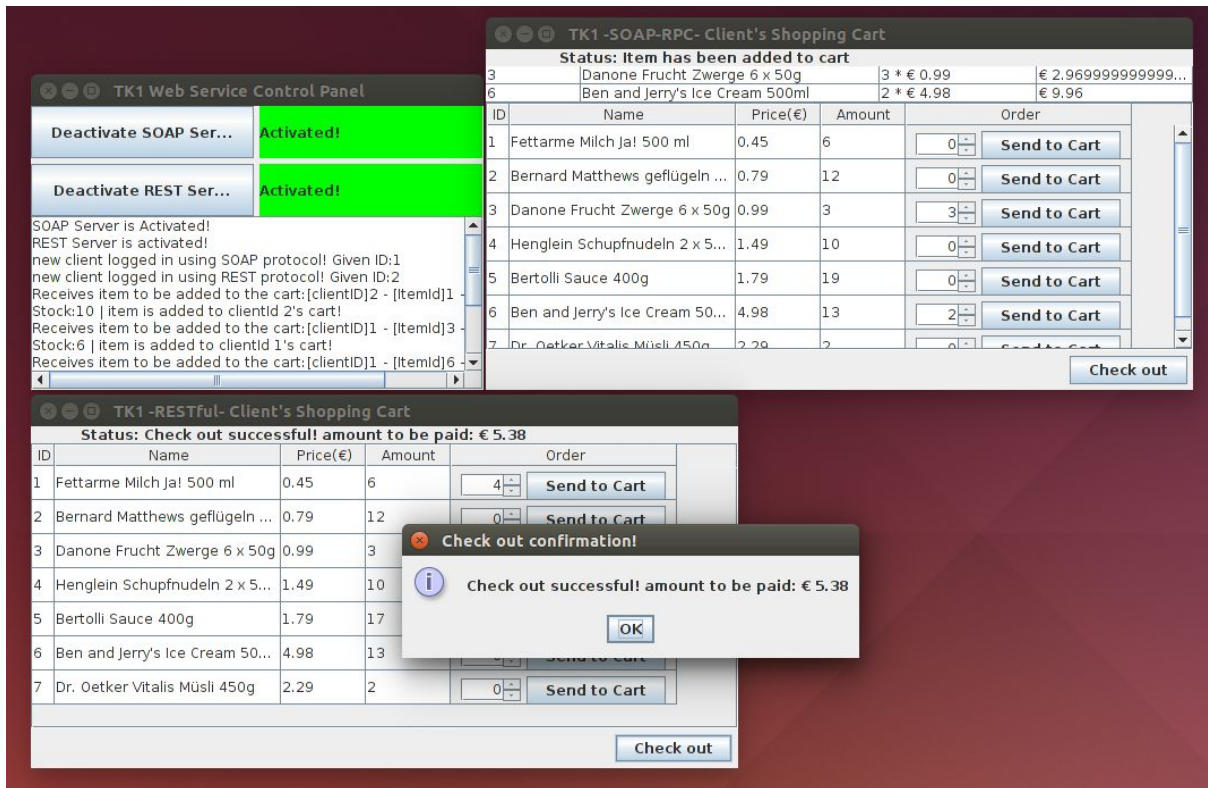 TK1 Web Service Control Panel
Deactivate SOAP Ser... Activated!
Deactivate REST Ser... Activated!
SOAP Server is Activated!
REST Server is activated!
new client logged in using SOAP protocol! Given ID:1
new client logged in using REST protocol! Given ID:2
Receives item to be added to the cart:[clientID]2 - [ItemId]1 -
Stock:10 | item is added to clientId 2's cart!
Receives item to be added to the cart:[clientID]1 - [ItemId]3 -
Stock:6 | item is added to clientId 1's cart!
Receives item to be added to the cart:[clientID]1 - [ItemId]6 -
TK1 -SOAP-RPC- Client's Shopping Cart
Status: Item has been added to cart
3 Danone Frucht Zwerge 6 x 50g 3 * € 0.99 € 2.969999999999...
6 Ben and Jerry's Ice Cream 500ml 2 * € 4.98 € 9.96
ID Name Price(€) Amount Order
1 Fettarme Milch Ja! 500 ml 0.45 6 0 Send to Cart
2 Bernard Matthews geflügeln ... 0.79 12 0 Send to Cart
3 Danone Frucht Zwerge 6 x 50g 0.99 3 3 Send to Cart
4 Henglein Schupfnudeln 2 x 5... 1.49 10 0 Send to Cart
5 Bertolli Sauce 400g 1.79 19 0 Send to Cart
6 Ben and Jerry's Ice Cream 50... 4.98 13 2 Send to Cart
7 Dr. Oetker Vitalis Müsli 450g 2.29 2 0 Send to Cart
Check out
TK1 -RESTful- Client's Shopping Cart
Status: Check out successful! amount to be paid: € 5.38
ID Name Price(€) Amount Order
1 Fettarme Milch Ja! 500 ml 0.45 6 4 Send to Cart
2 Bernard Matthews geflügeln ... 0.79 12 0 Send to Cart
3 Danone Frucht Zwerge 6 x 50g 0.99 3
4 Henglein Schupfnudeln 2 x 5... 1.49 10
5 Bertolli Sauce 400g 1.79 17
6 Ben and Jerry's Ice Cream 50... 4.98 13 Send to Cart
7 Dr. Oetker Vitalis Müsli 450g 2.29 2 0 Send to Cart
Check out
Check out confirmation!
Check out successful! amount to be paid: € 5.38
OK